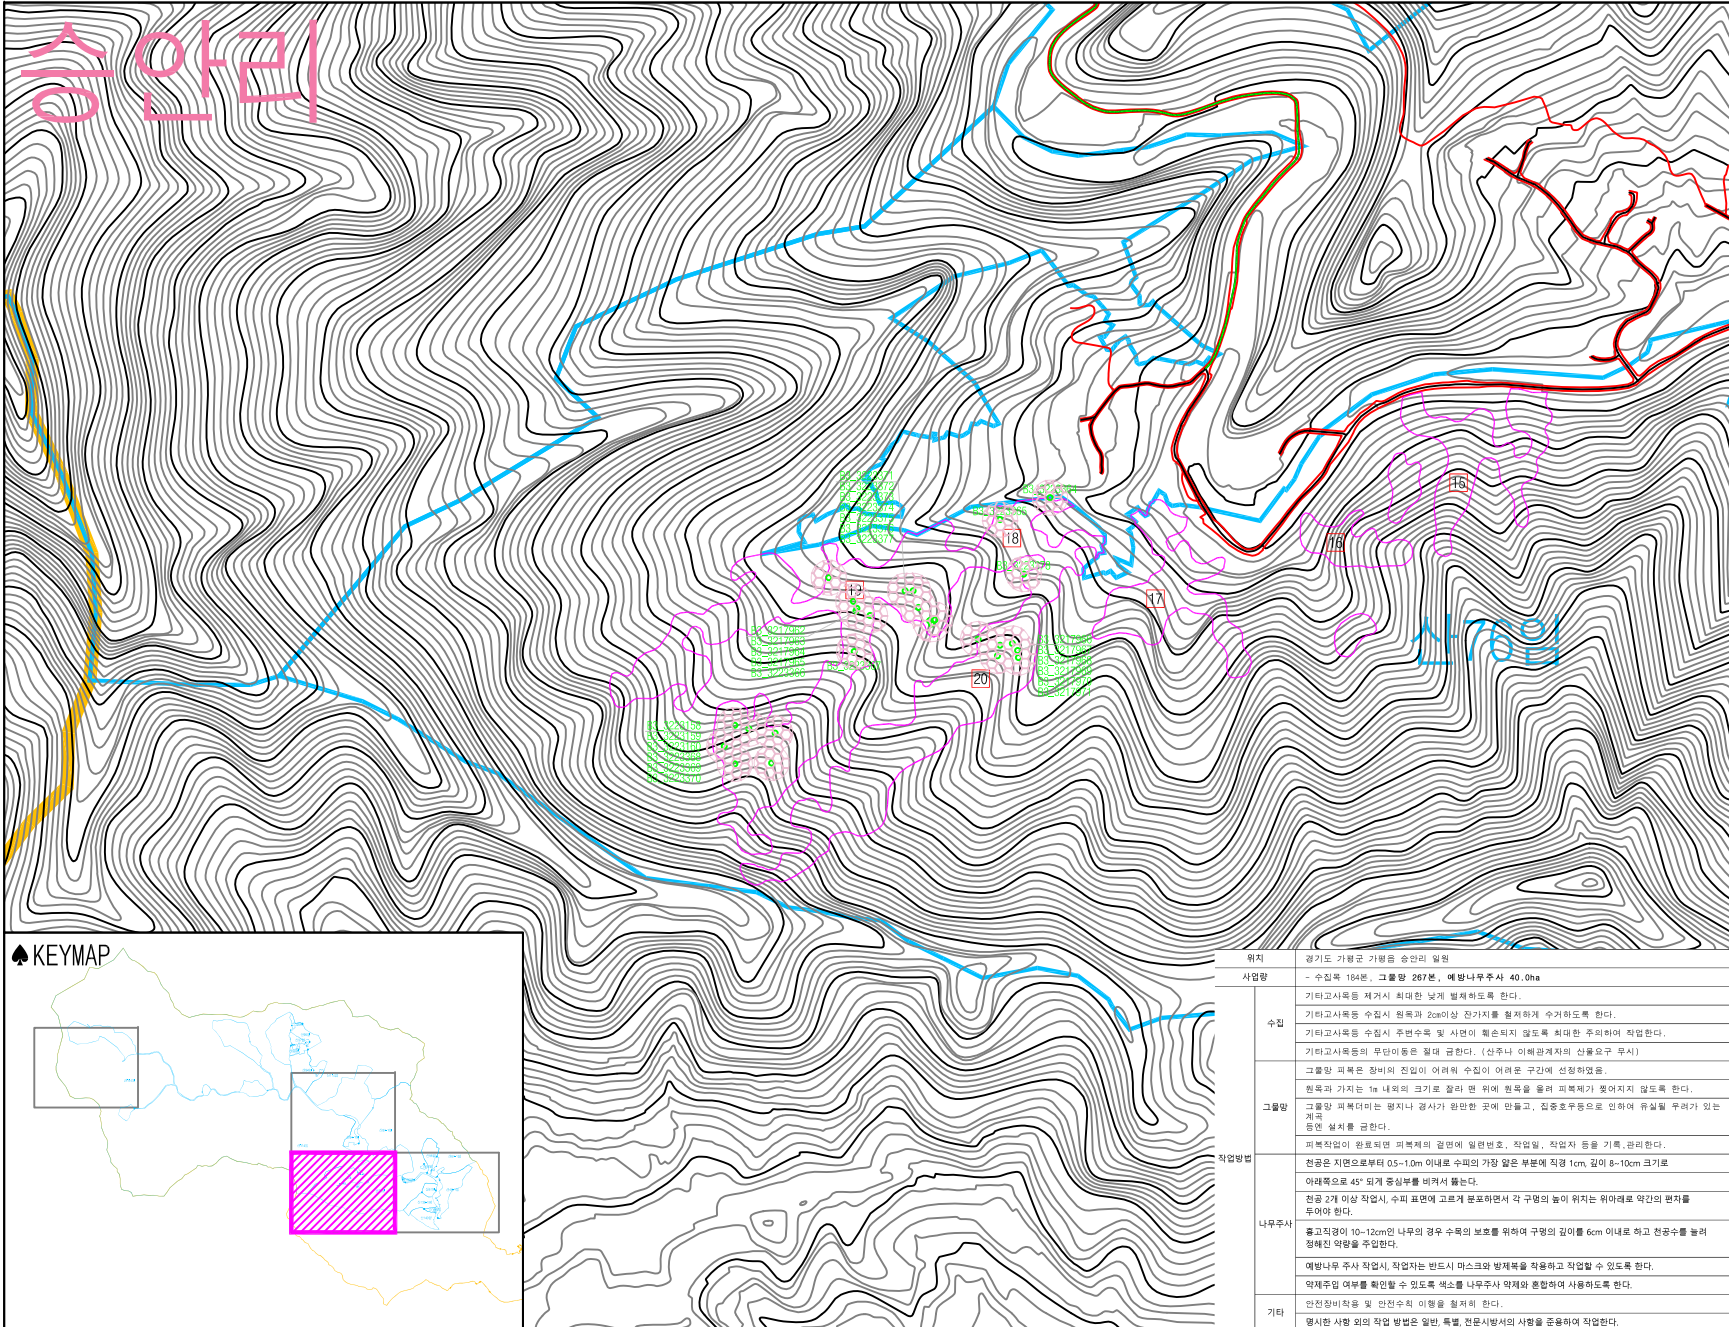 승안리
15
16
17
18
19
20
산76임
KEYMAP
위치
경기도 가평군 가평읍 승안리 일원
사업량
- 수집목 184본, 그물망 267본, 예방나무주사 40.0ha
작업방법
수집
기타고사목등 제거시 최대한 낮게 벌채하도록 한다.
기타고사목등 수집시 원목과 2cm이상 잔가지를 철저하게 수거하도록 한다.
기타고사목등 수집시 주변수목 및 사면이 훼손되지 않도록 최대한 주의하여 작업한다.
기타고사목등의 무단이동은 절대 금한다. (산주나 이해관계자의 산물요구 무시)
그물망
그물망 피복은 장비의 진입이 어려워 수집이 어려운 구간에 선정하였음.
원목과 가지는 1m 내외의 크기로 잘라 맨 위에 원목을 올려 피복제가 찢어지지 않도록 한다.
그물망 피복더미는 평지나 경사가 완만한 곳에 만들고, 집중호우등으로 인하여 유실될 우려가 있는
계곡
등엔 설치를 금한다.
피복작업이 완료되면 피복제의 겉면에 일련번호, 작업일, 작업자 등을 기록,관리한다.
나무주사
천공은 지면으로부터 0.5~1.0m 이내로 수피의 가장 얇은 부분에 직경 1cm, 깊이 8~10cm 크기로
아래쪽으로 45° 되게 중심부를 비켜서 뚫는다.
천공 2개 이상 작업시, 수피 표면에 고르게 분포하면서 각 구멍의 높이 위치는 위아래로 약간의 편차를
두어야 한다.
흉고직경이 10~12cm인 나무의 경우 수목의 보호를 위하여 구멍의 깊이를 6cm 이내로 하고 천공수를 늘려
정해진 약량을 주입한다.
예방나무 주사 작업시, 작업자는 반드시 마스크와 방제복을 착용하고 작업할 수 있도록 한다.
약제주입 여부를 확인할 수 있도록 색소를 나무주사 약제와 혼합하여 사용하도록 한다.
기타
안전장비착용 및 안전수칙 이행을 철저히 한다.
명시한 사항 외의 작업 방법은 일반, 특별, 전문시방서의 사항을 준용하여 작업한다.